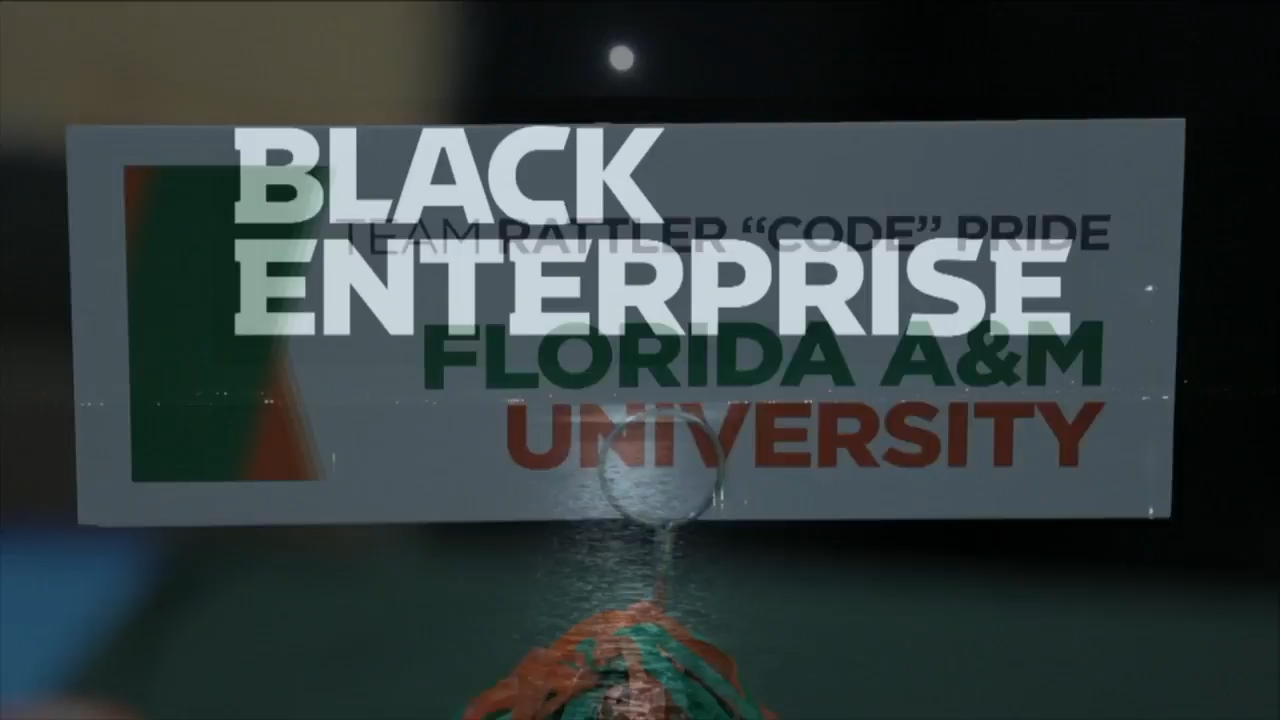 BLACK
TEAM RATTLER “CODE” PRIDE
ENTERPRISE
FLORIDA A&M
UNIVERSITY